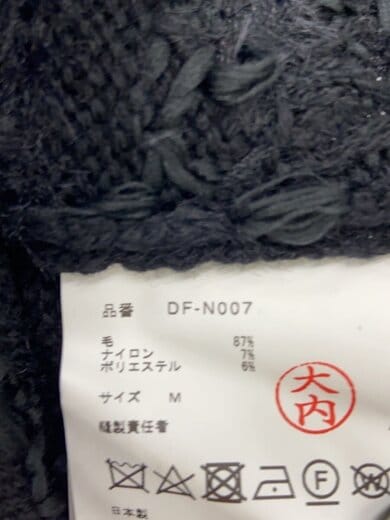 品番 DF-N007
毛 87%
ナイロン 7%
ポリエステル 6%
サイズ M
縫製責任者
大内
F
W
日本製